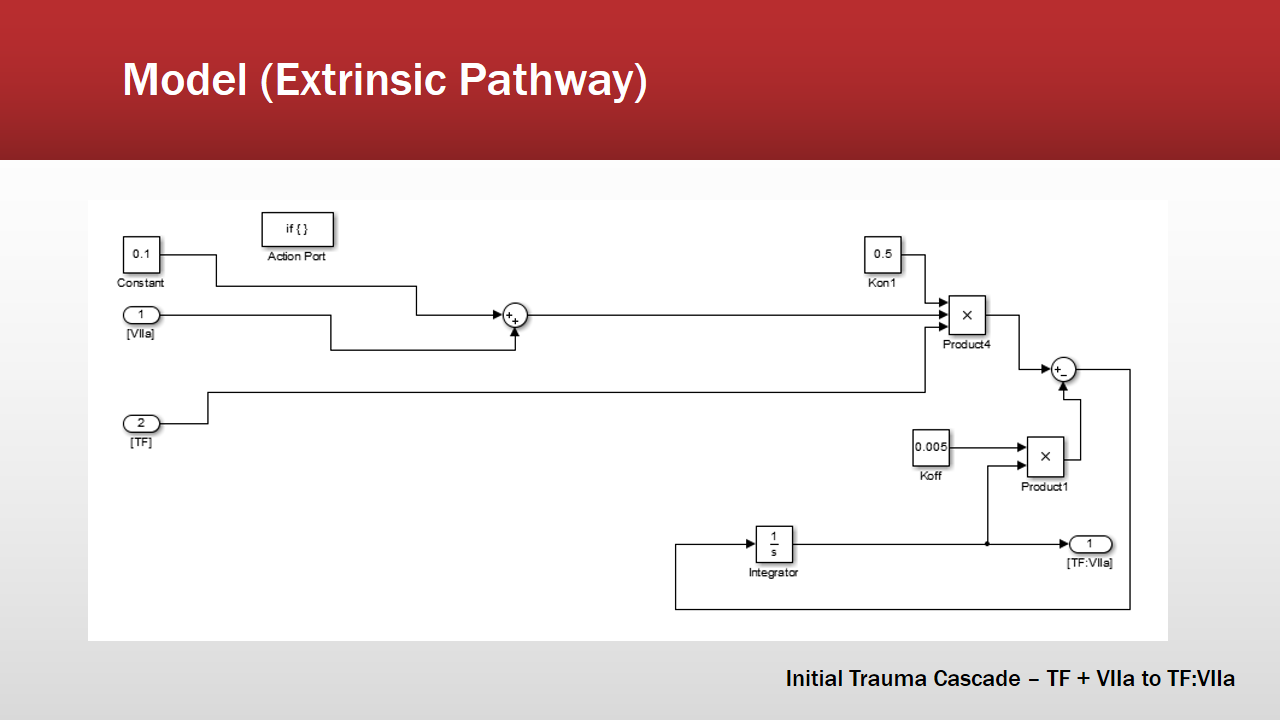 Model (Extrinsic Pathway)
if { }
Action Port
0.1
Constant
1
[VIIa]
2
[TF]
0.5
Kon1
×
Product4
0.005
Koff
×
Product1
1
s
Integrator
1
[TF:VIIa]
Initial Trauma Cascade – TF + VIIa to TF:VIIa